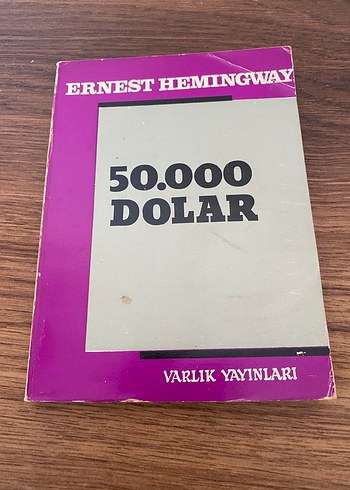 ERNEST HEMINGWAY
50.000
DOLAR
VARLIK YAYINLARI